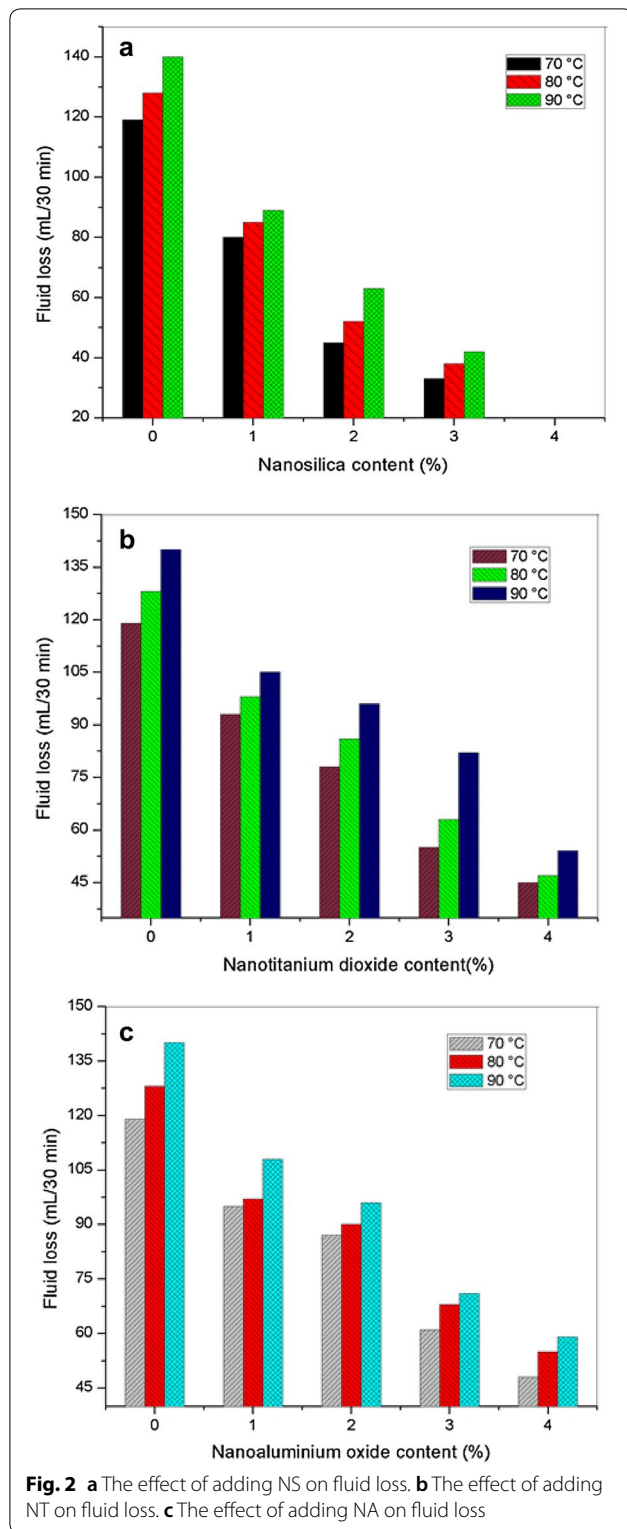 a
70 °C
80 °C
90 °C
140
120
100
80
60
40
20
Fluid loss (mL/30 min)
0 1 2 3 4
Nanosilica content (%)
b
70 °C
80 °C
90 °C
150
135
120
105
90
75
60
45
Fluid loss (mL/30 min)
0 1 2 3 4
Nanotitanium dioxide content(%)
c
70 °C
80 °C
90 °C
150
135
120
105
90
75
60
45
Fluid loss (mL/30 min)
0 1 2 3 4
Nanoaluminium oxide content (%)
Fig. 2 a The effect of adding NS on fluid loss. b The effect of adding
NT on fluid loss. c The effect of adding NA on fluid loss